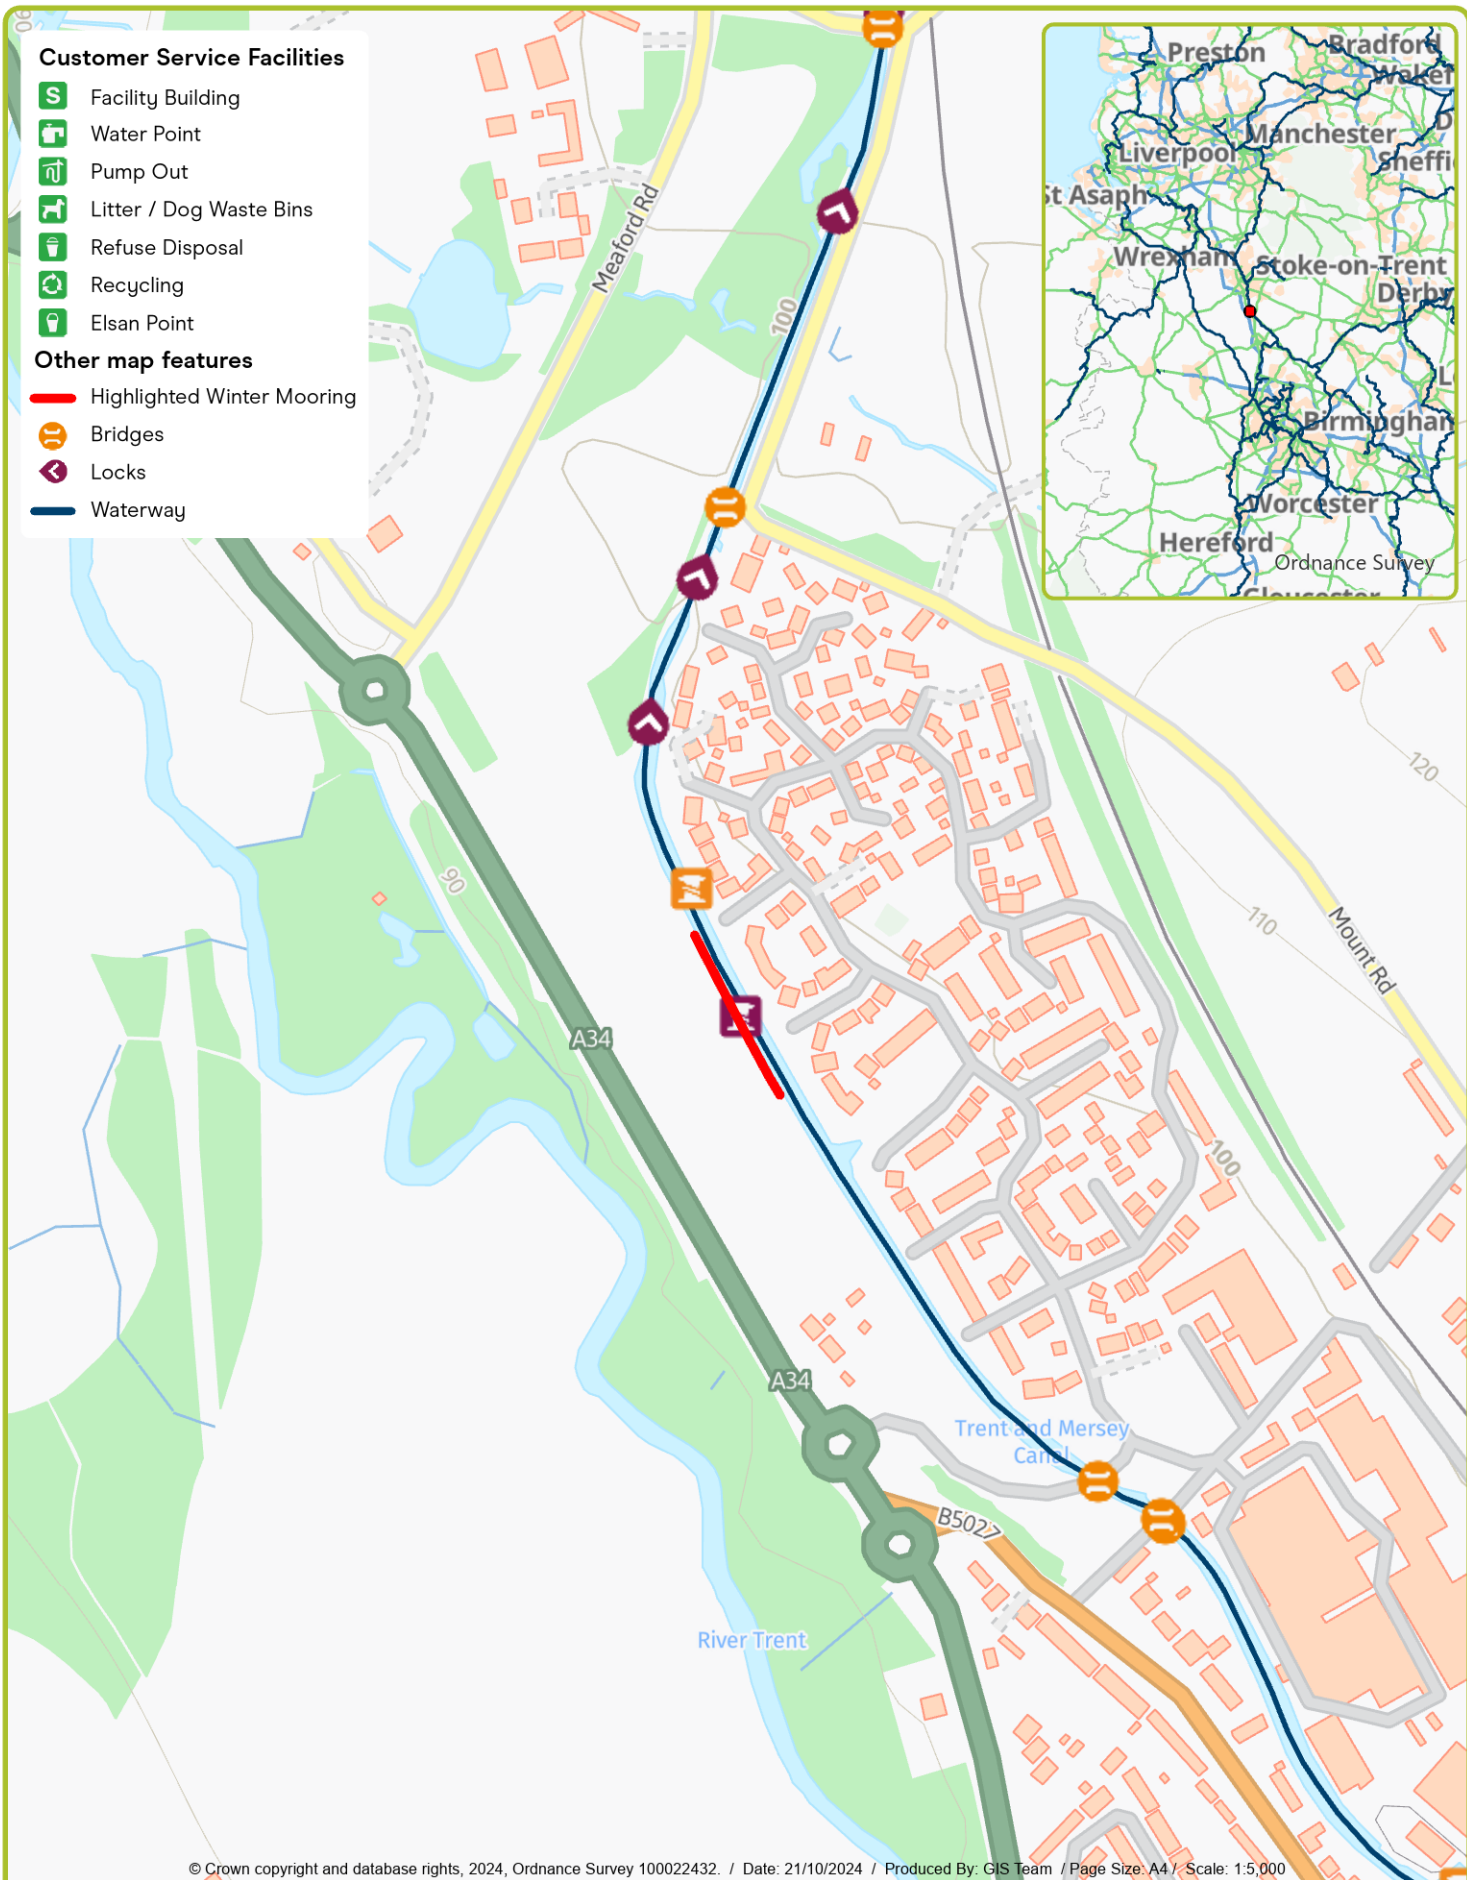 Customer Service Facilities
S
Facility Building
Water Point
Pump Out
Litter / Dog Waste Bins
Refuse Disposal
Recycling
Elsan Point
Other map features
Highlighted Winter Mooring
Bridges
Locks
Waterway
90
Meaford Rd
100
Preston
Bradford
Wakef
Manchester
D
Liverpool
Sheffi
St Asaph
Wrexham
Stoke-on-Trent
Derby
L
Birmingham
Worcester
Hereford
Ordnance Survey
Gloucester
120
90
110
Mount Rd
A34
100
A34
Trent and Mersey
Canal
B5027
River Trent
© Crown copyright and database rights, 2024, Ordnance Survey 100022432. / Date: 21/10/2024 / Produced By: GIS Team / Page Size: A4 / Scale: 1:5,000